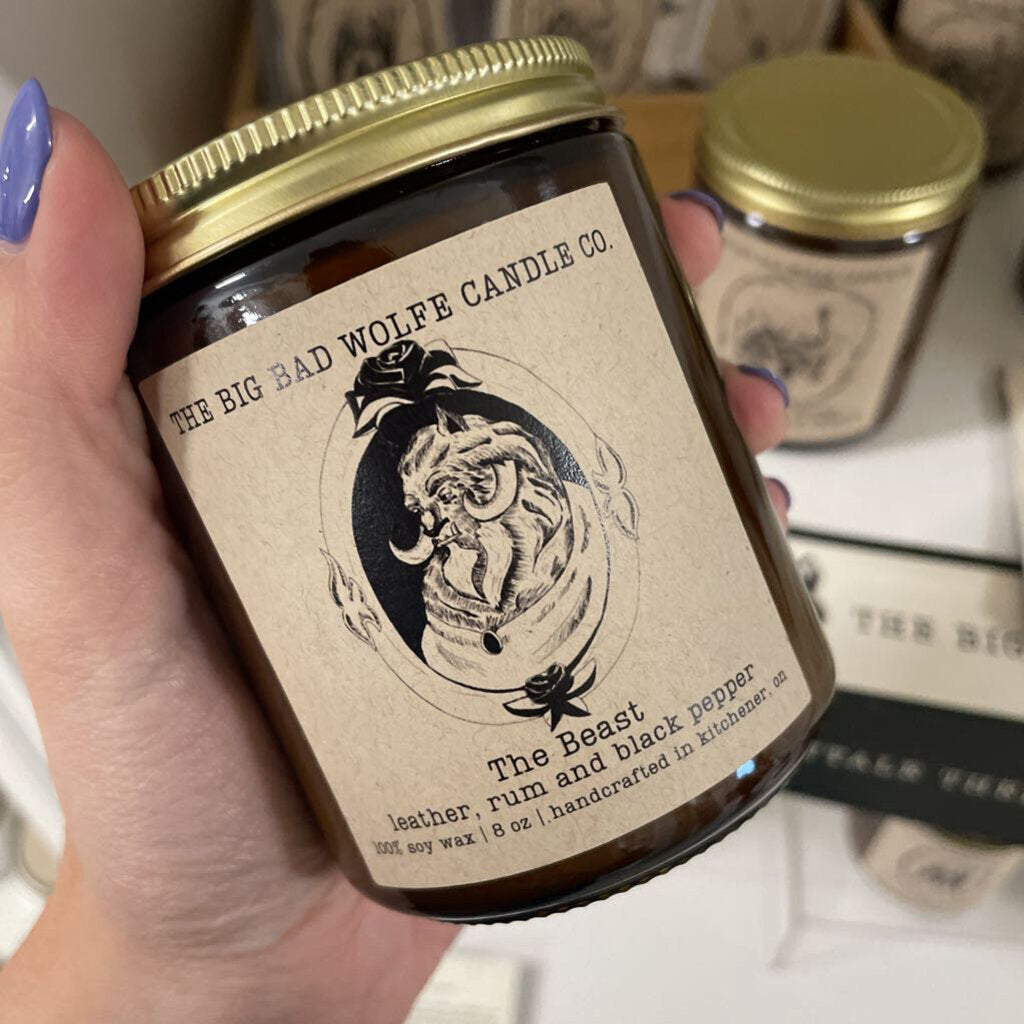 THE BIG BAD WOLFE CANDLE CO.
The Beast
leather, rum and black pepper
100% soy wax | 8 oz | handcrafted in kitchener, on
THE BIG